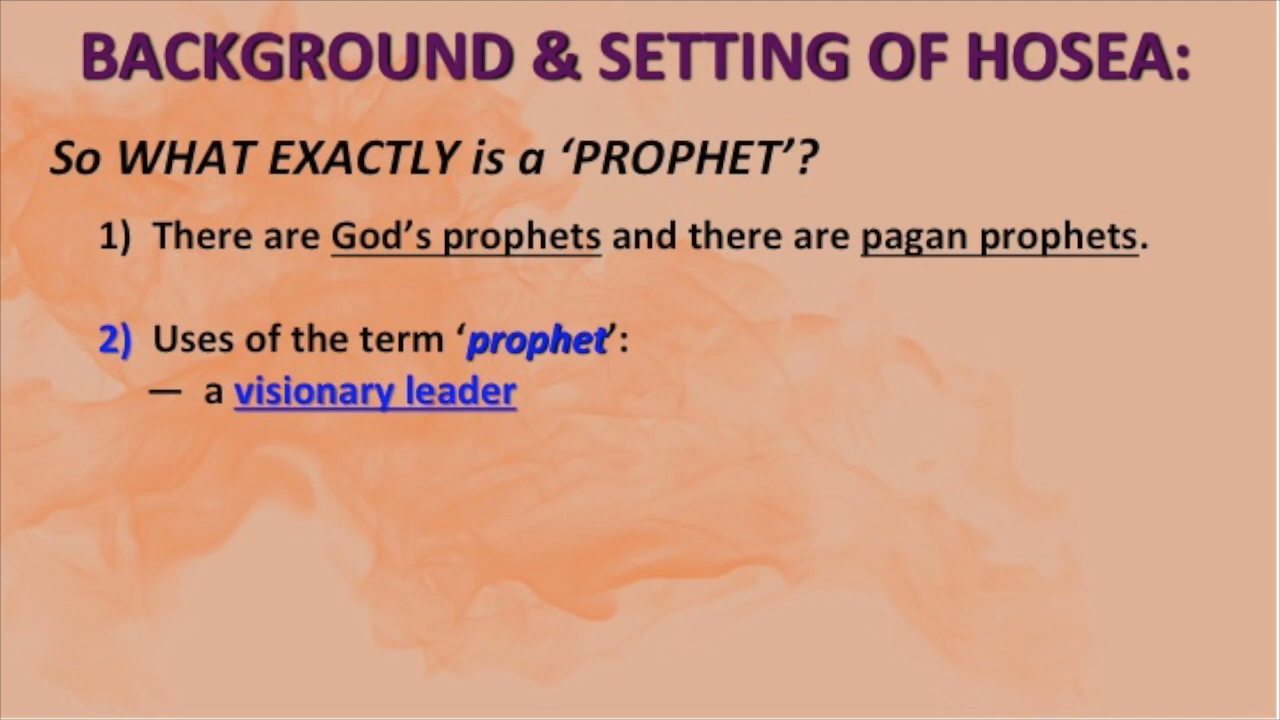 BACKGROUND & SETTING OF HOSEA:
So WHAT EXACTLY is a ‘PROPHET’?
1) There are God’s prophets and there are pagan prophets.
2) Uses of the term ‘prophet’:
— a visionary leader